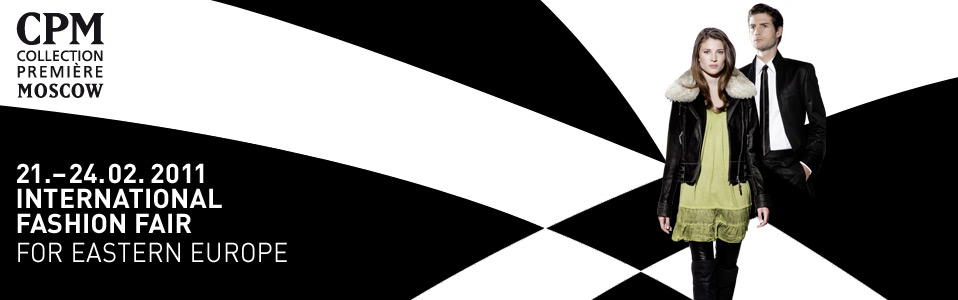 CPM
COLLECTION
PREMIÈRE
MOSCOW
21.–24.02. 2011
INTERNATIONAL
FASHION FAIR
FOR EASTERN EUROPE